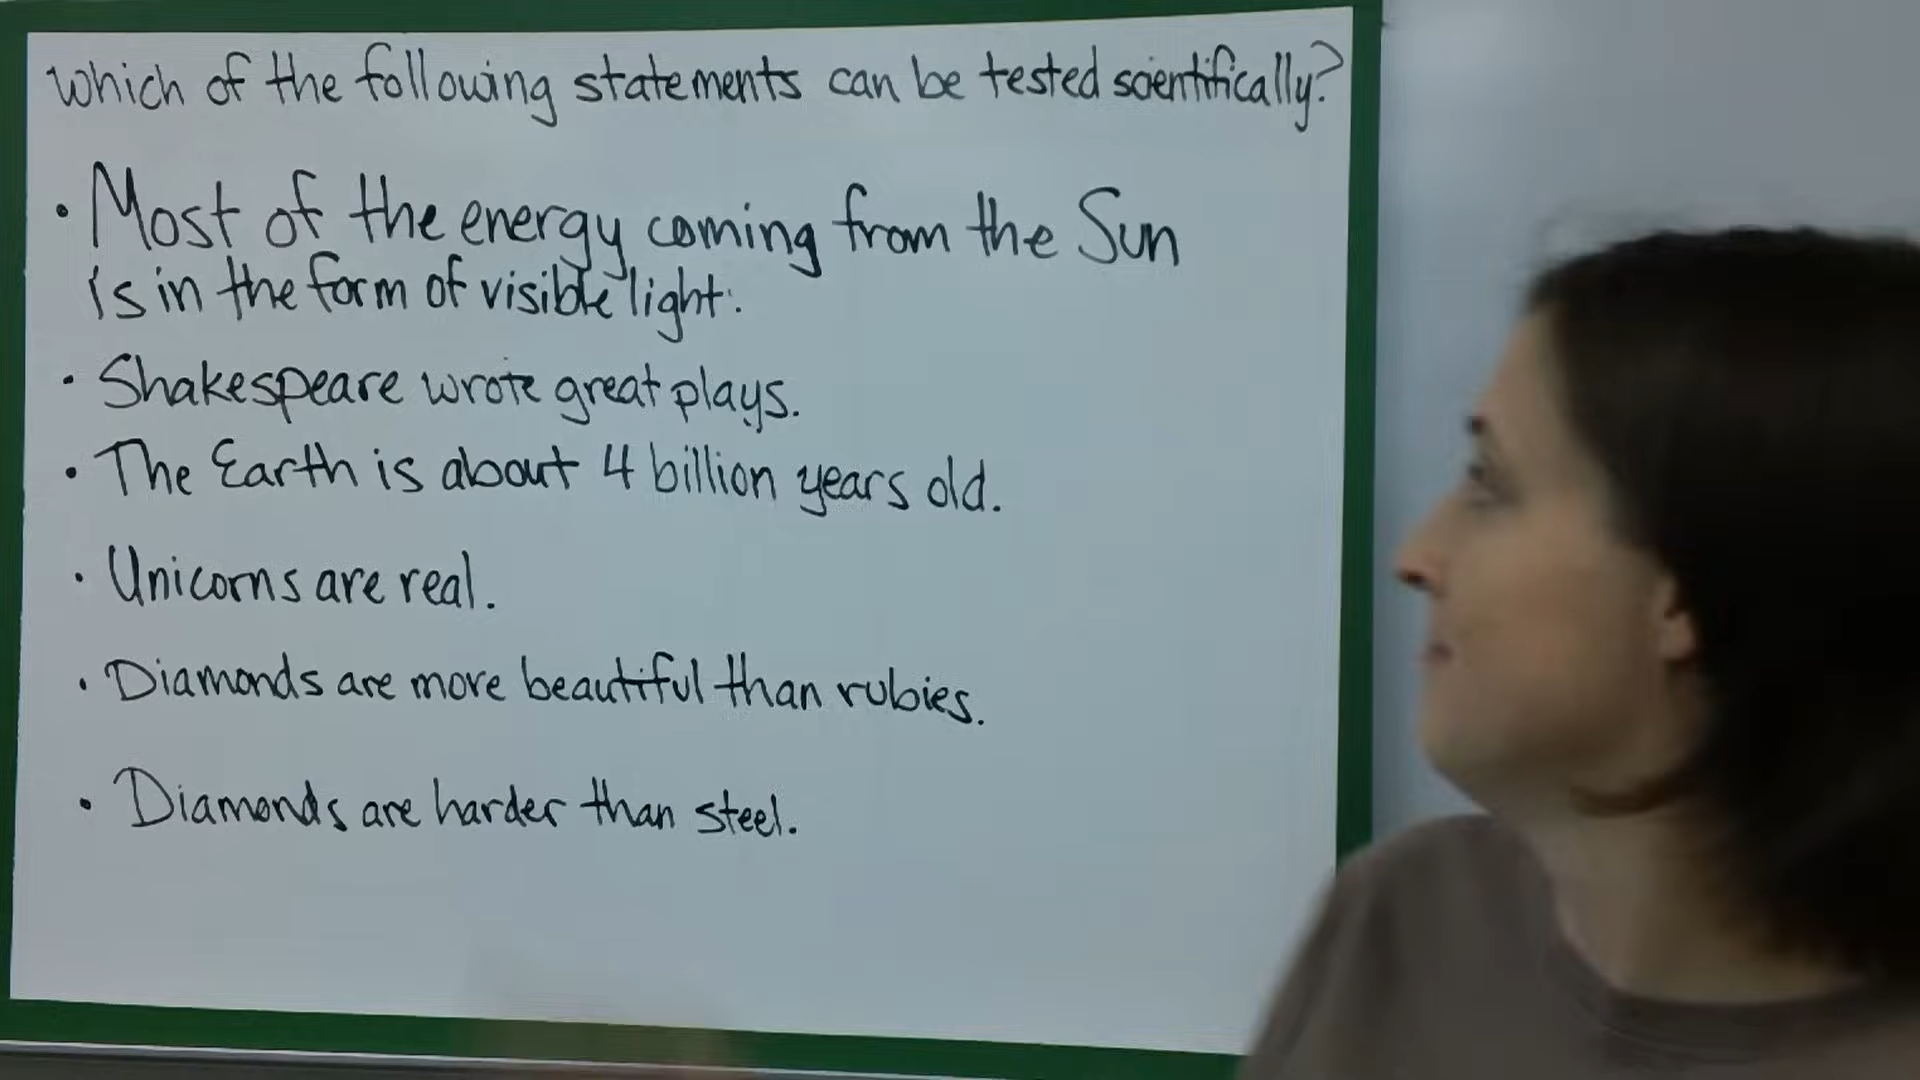 Which of the following statements can be tested scientifically?
• Most of the energy coming from the Sun
is in the form of visible light.
• Shakespeare wrote great plays.
• The Earth is about 4 billion years old.
• Unicorns are real.
• Diamonds are more beautiful than rubies.
• Diamonds are harder than steel.